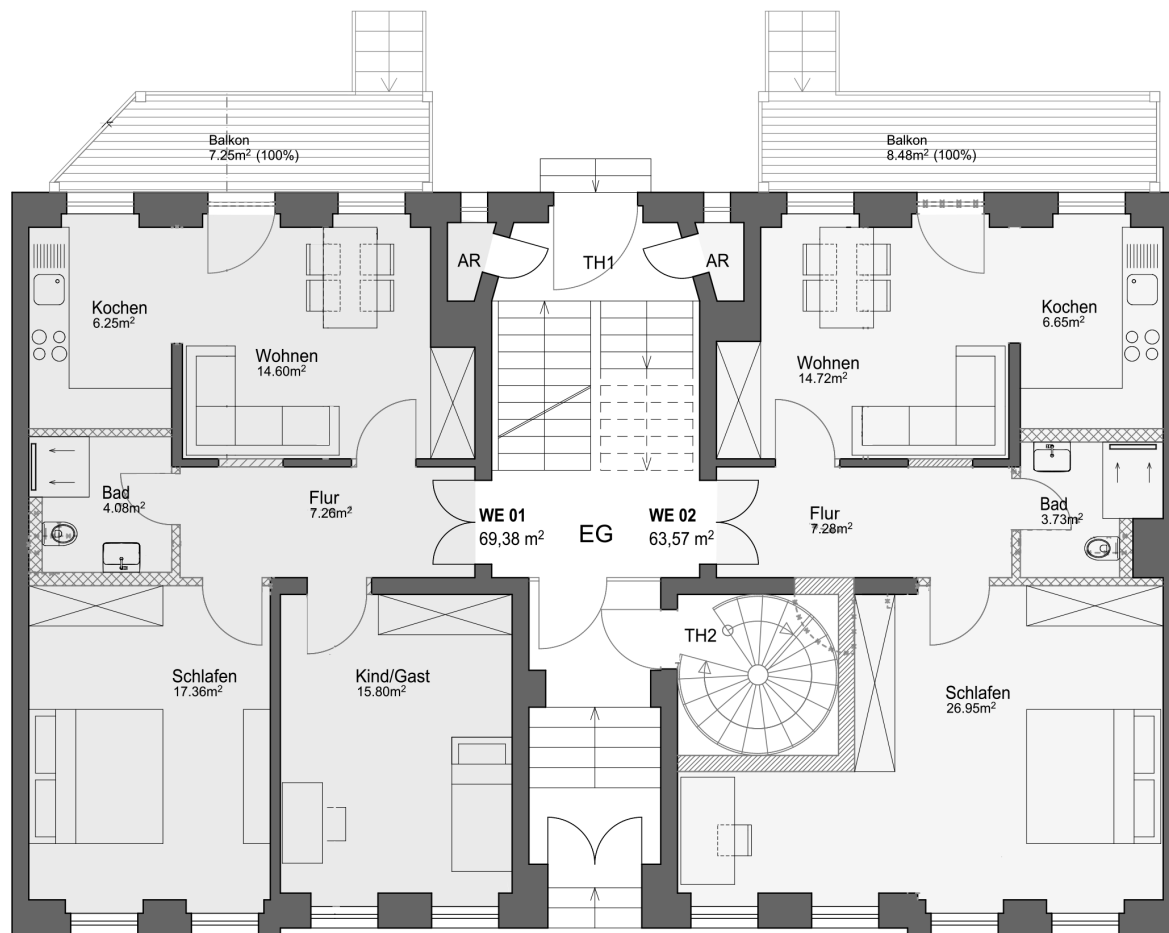 Balkon
7.25m² (100%)
Balkon
8.48m² (100%)
AR
TH1
AR
Kochen
6.25m²
Kochen
6.65m²
Wohnen
14.60m²
Wohnen
14.72m²
Bad
4.08m²
Flur
7.26m²
WE 01
69,38 m²
EG
WE 02
63,57 m²
Flur
7.28m²
Bad
3.73m²
TH2
Schlafen
17.36m²
Kind/Gast
15.80m²
Schlafen
26.95m²